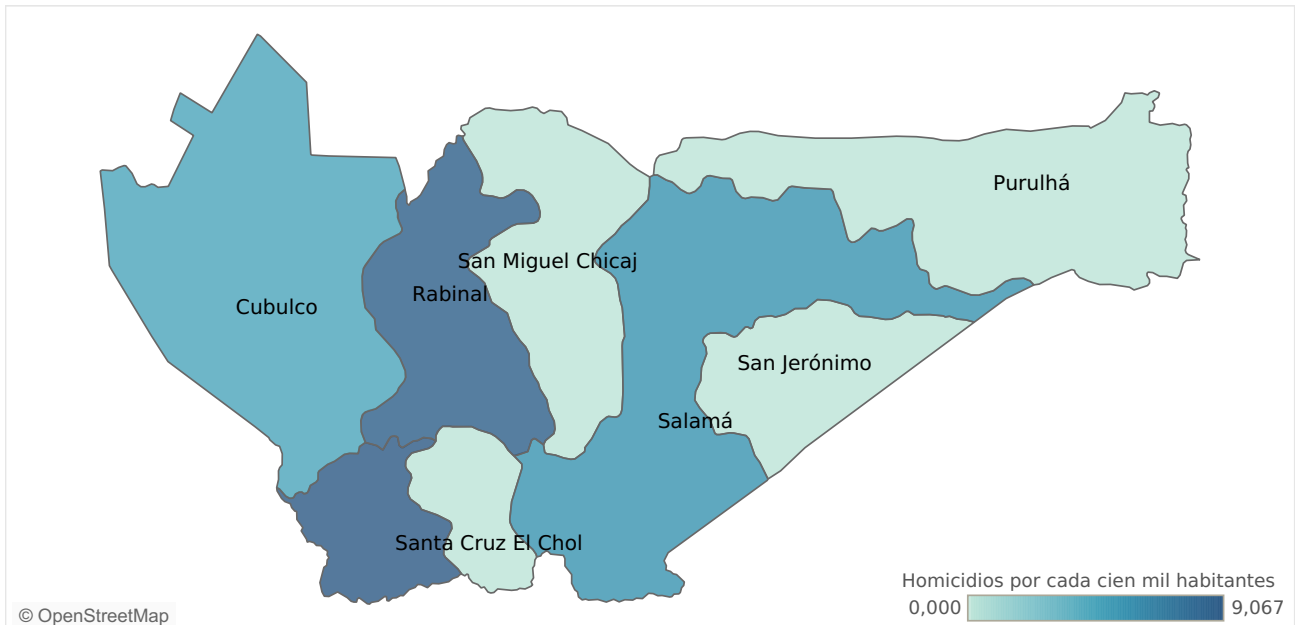 Purulhá
San Miguel Chicaj
Rabinal
Cubulco
San Jerónimo
Salamá
Santa Cruz El Chol
Homicidios por cada cien mil habitantes
0,000 9,067
© OpenStreetMap